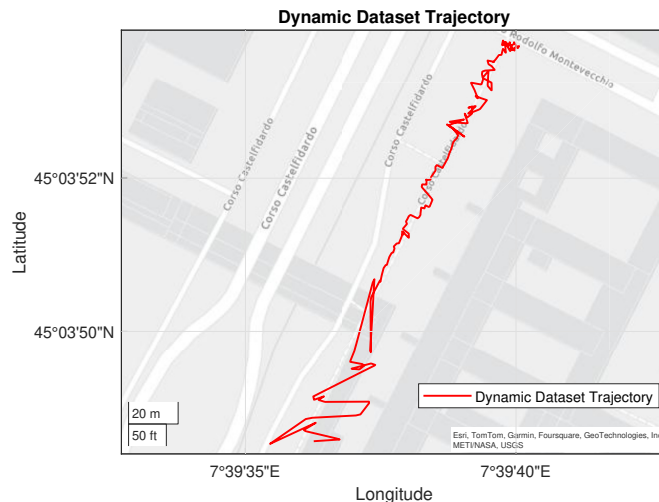 Dynamic Dataset Trajectory
Rodolfo Montevecchio
Corso Castelfidardo
Corso Castelfidardo
Corso Castelfidardo
Corso Castelfidardo
45°03'52"N
Latitude
45°03'50"N
Dynamic Dataset Trajectory
20 m
50 ft
Esri, TomTom, Garmin, Foursquare, GeoTechnologies, Inc
METI/NASA, USGS
7°39'35"E
7°39'40"E
Longitude